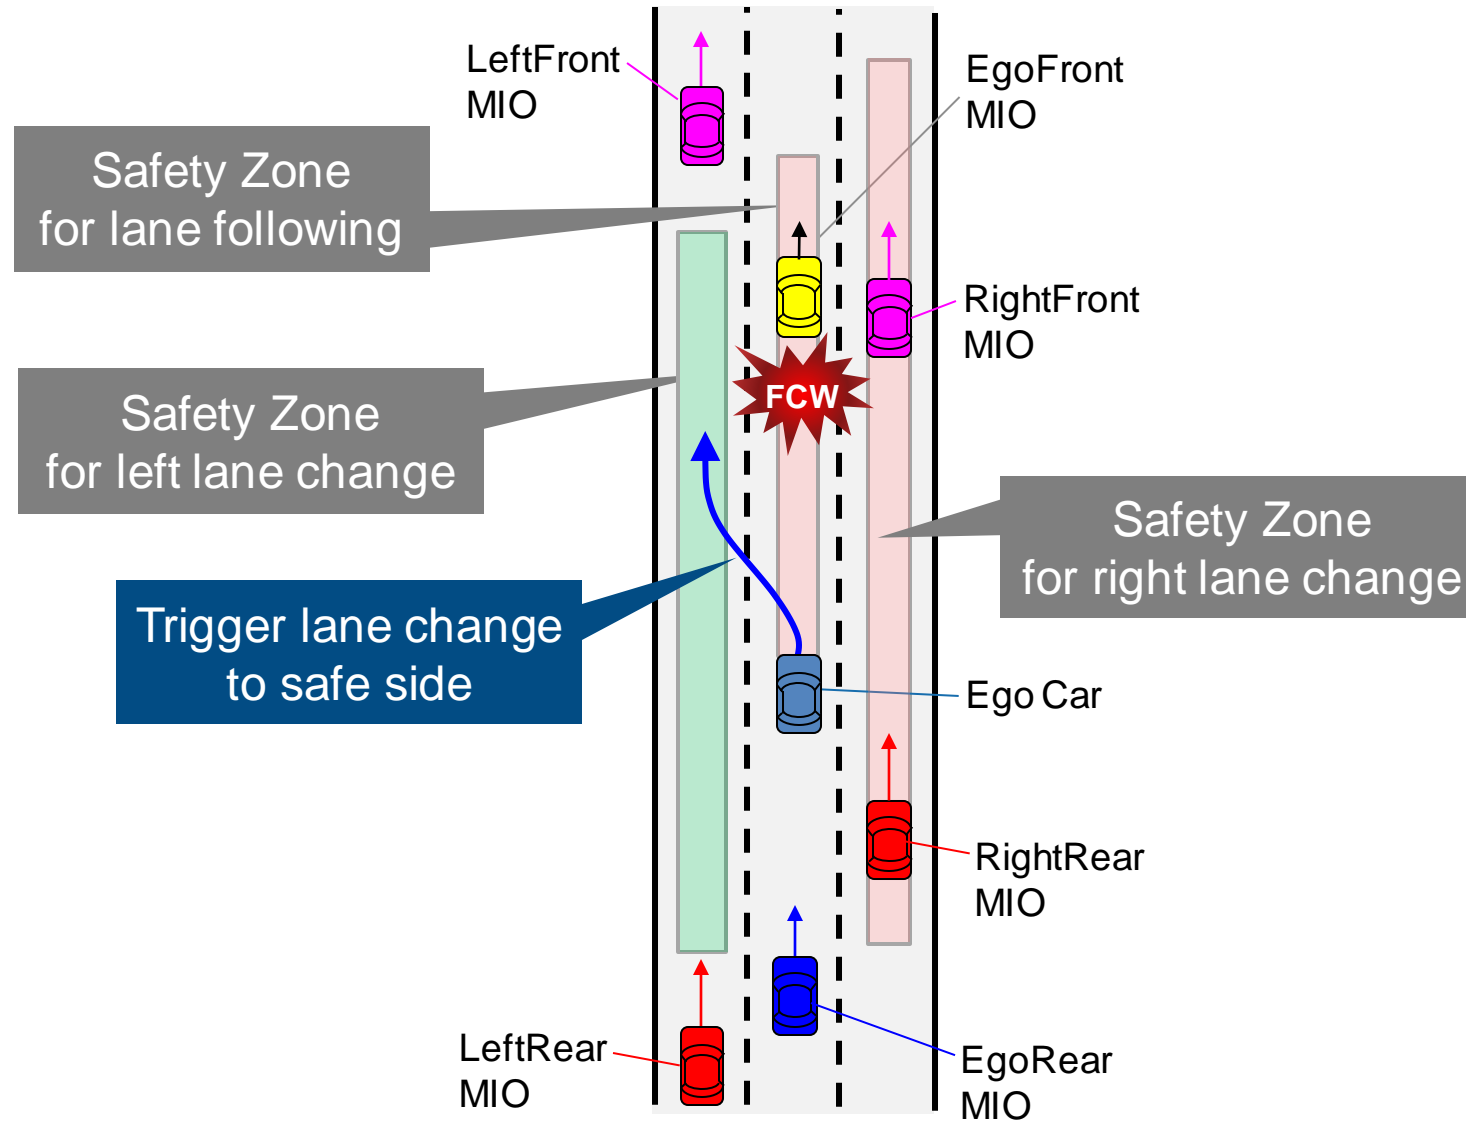 LeftFront
MIO
EgoFront
MIO
Safety Zone
for lane following
RightFront
MIO
FCW
Safety Zone
for left lane change
Safety Zone
for right lane change
Trigger lane change
to safe side
Ego Car
RightRear
MIO
LeftRear
MIO
EgoRear
MIO